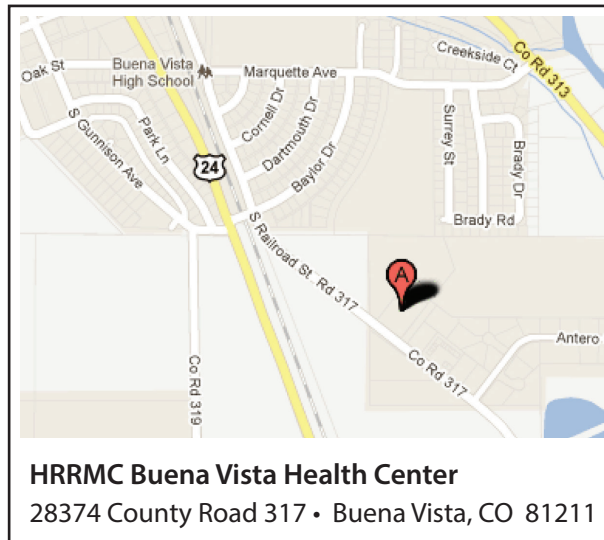 Creekside Ct
Co Rd 313
Buena Vista
High School
Oak St
Marquette Ave
Park Ln
S Gunnison Ave
Cornell Dr
Dartmouth Dr
Baylor Dr
Surrey St
Brady Dr
24
Brady Rd
S Railroad St
Rd 317
A
Co Rd 317
Antero
Co Rd 319
HRRMC Buena Vista Health Center
28374 County Road 317 • Buena Vista, CO 81211